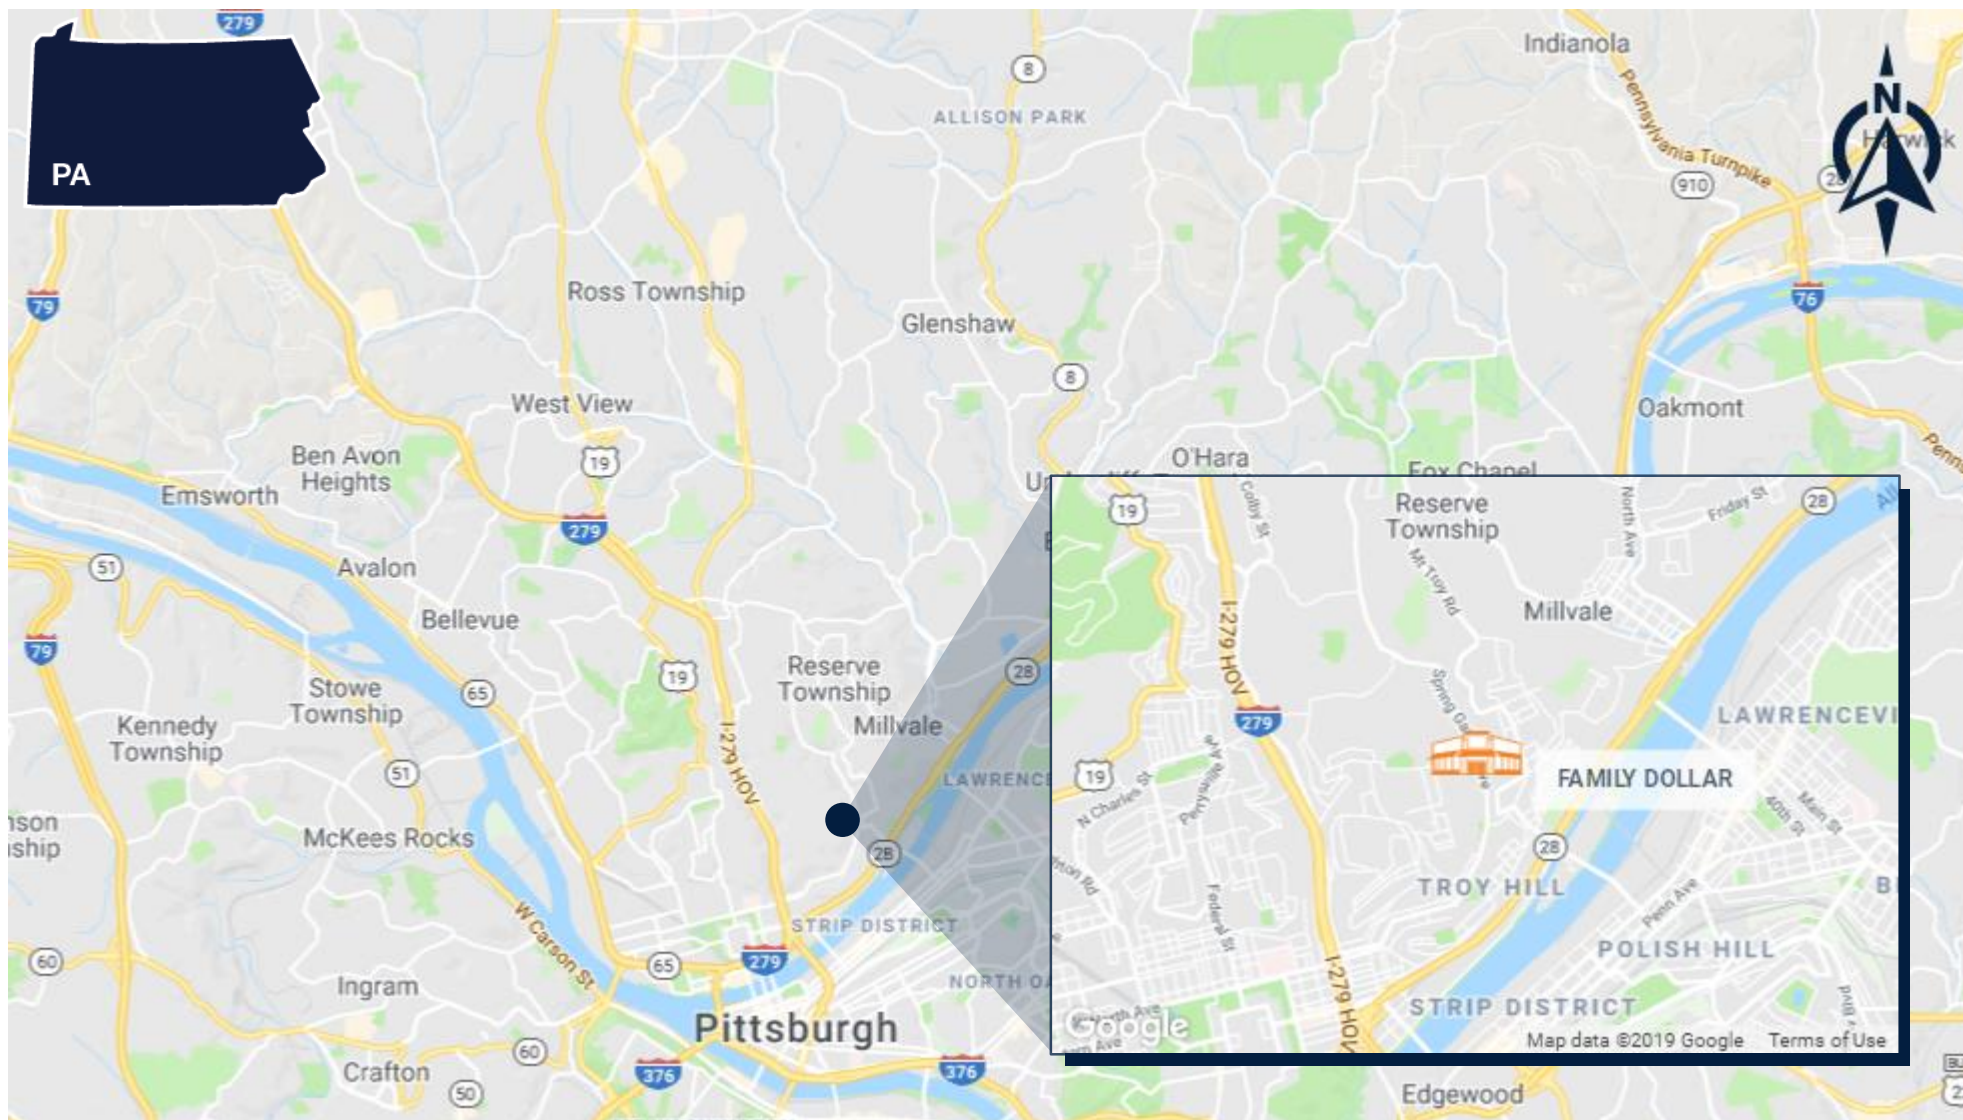 279
Indianola
8
N
ALLISON PARK
Pennsylvania Turnpike
PA
910
79
Ross Township
76
Glenshaw
8
West View
Oakmont
19
Ben Avon
Heights
O'Hara
Fox Chapel
Emsworth
279
51
Avalon
Bellevue
79
19
Reserve
Township
28
65
Stowe
Township
Millvale
Kennedy
Township
I-279 HOV
51
McKees Rocks
28
W Carson St
STRIP DISTRICT
60
65
279
Ingram
Pittsburgh
60
376
376
Crafton
50
Edgewood
19
Colby St
Reserve
Township
North Ave
Friday St
28
Mt Troy Rd
I-279 HOV
Millvale
279
19
N Charles St
FAMILY DOLLAR
40th St
Main St
28
TROY HILL
Federal St
Penn Ave
POLISH HILL
I-279 HOV
STRIP DISTRICT
Google
Map data ©2019 Google
Terms of Use